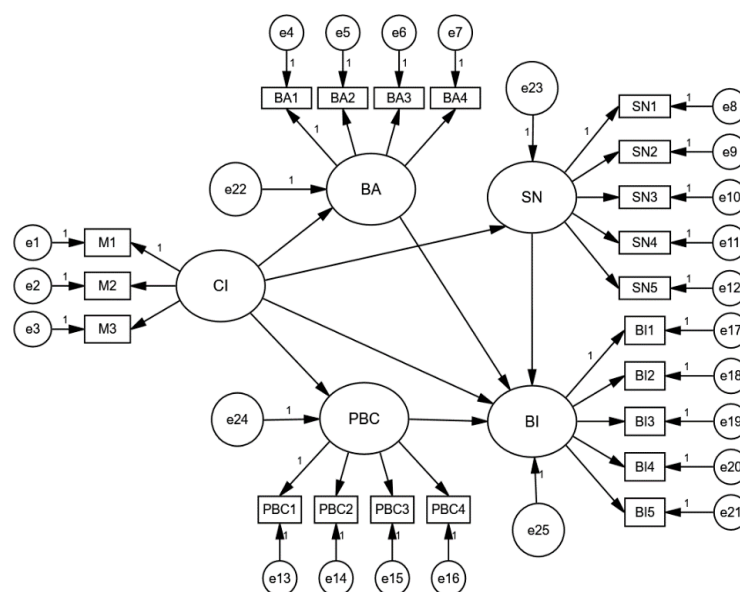 e4 e5 e6 e7
1 1 1 1
BA1 BA2 BA3 BA4
1
e22 1 BA
e23
1
SN
1 SN1 1 e8
SN2 1 e9
SN3 1 e10
SN4 1 e11
SN5 1 e12
e1 1 M1 1
e2 1 M2
e3 1 M3
CI
e24 1 PBC
1
PBC1 PBC2 PBC3 PBC4
1 1 1 1
e13 e14 e15 e16
BI
1
e25
1 BI1 1 e17
BI2 1 e18
BI3 1 e19
BI4 1 e20
BI5 1 e21